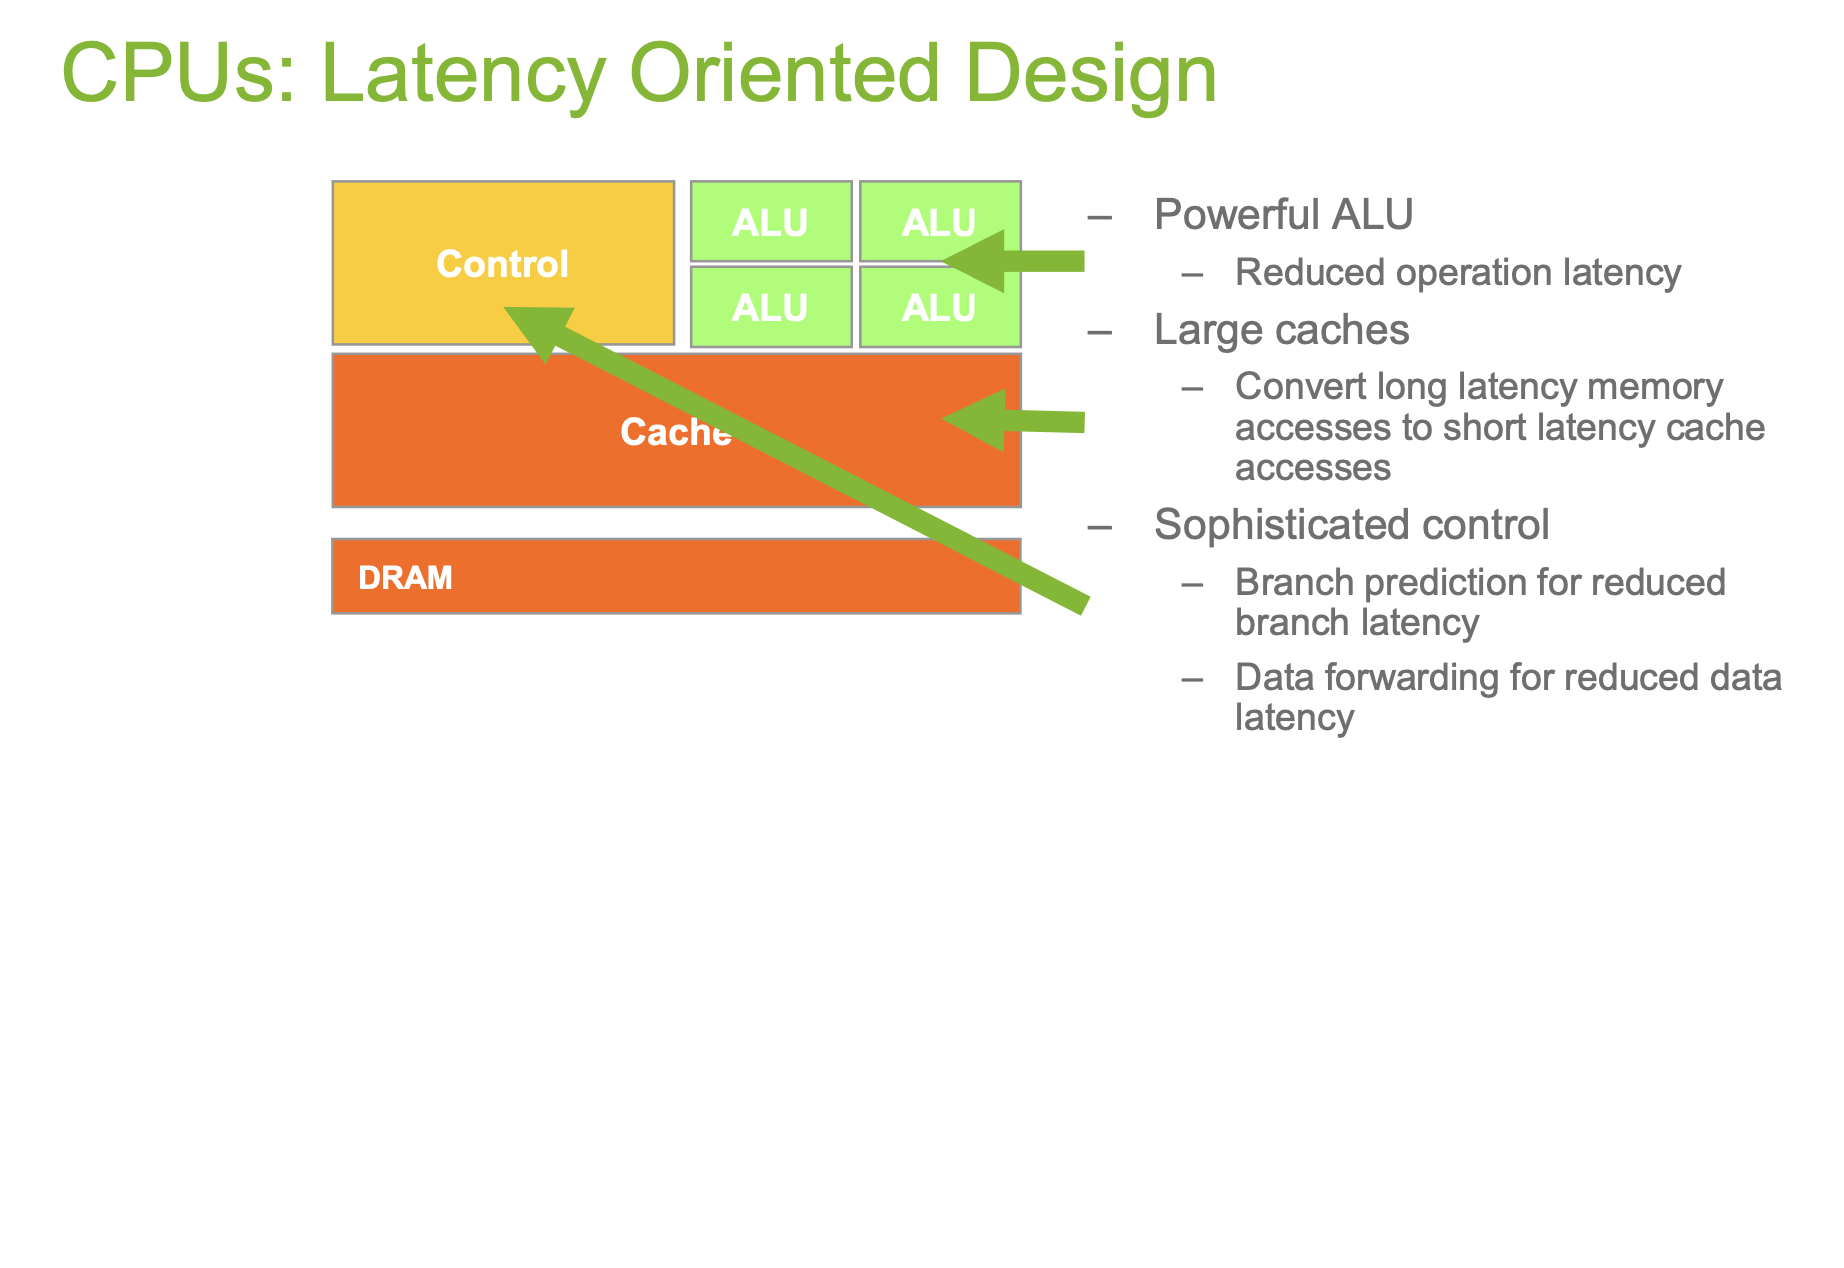 CPUs: Latency Oriented Design
Control
ALU
ALU
ALU
ALU
Cache
DRAM
– Powerful ALU
– Reduced operation latency
– Large caches
– Convert long latency memory
accesses to short latency cache
accesses
– Sophisticated control
– Branch prediction for reduced
branch latency
– Data forwarding for reduced data
latency